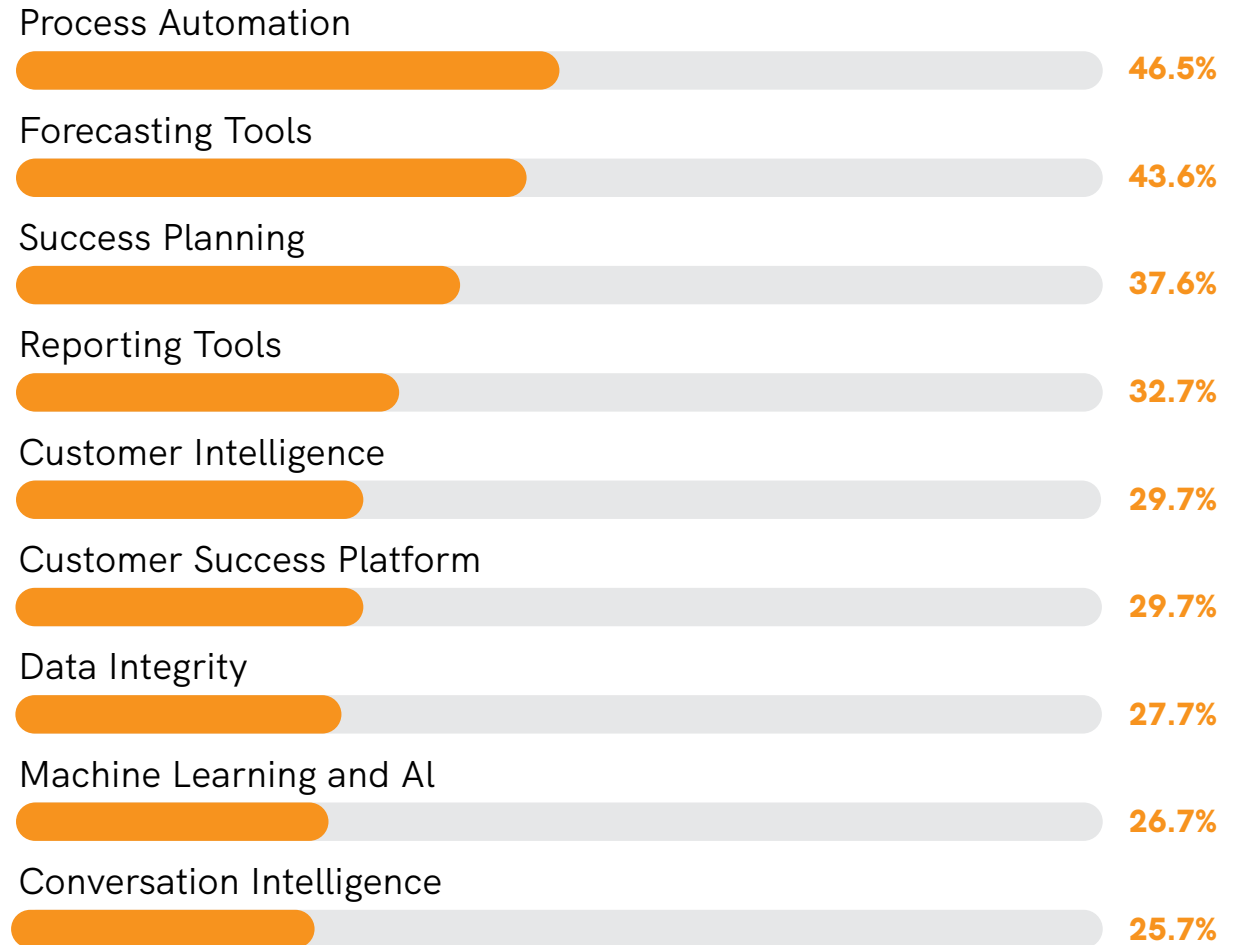 Process Automation
46.5%
Forecasting Tools
43.6%
Success Planning
37.6%
Reporting Tools
32.7%
Customer Intelligence
29.7%
Customer Success Platform
29.7%
Data Integrity
27.7%
Machine Learning and Al
26.7%
Conversation Intelligence
25.7%